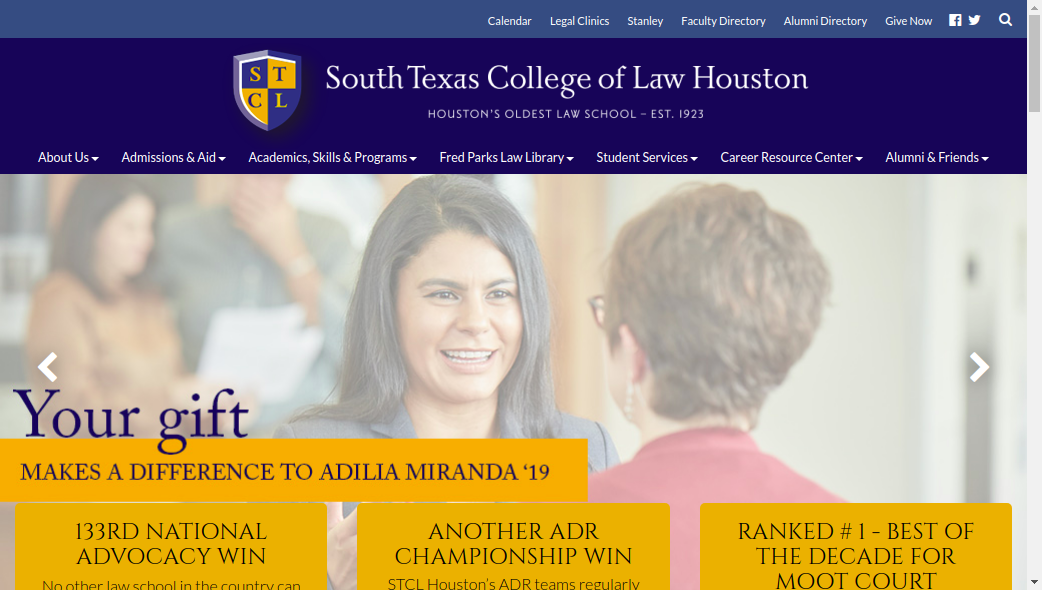 Calendar Legal Clinics Stanley Faculty Directory Alumni Directory Give Now
S T
C L
South Texas College of Law Houston
HOUSTON'S OLDEST LAW SCHOOL – EST. 1923
About Us Admissions & Aid Academics, Skills & Programs Fred Parks Law Library Student Services Career Resource Center Alumni & Friends
Your gift
MAKES A DIFFERENCE TO ADILIA MIRANDA ‘19
133RD NATIONAL
ADVOCACY WIN
No other law school in the country can
ANOTHER ADR
CHAMPIONSHIP WIN
STCL Houston's ADR teams regularly
RANKED # 1 - BEST OF
THE DECADE FOR
MOOT COURT